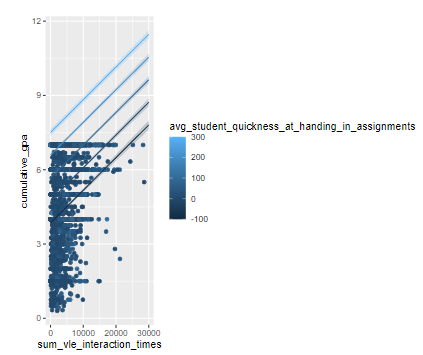 12
9
6
3
0
cumulative_gpa
0 10000 20000 30000
sum_vle_interaction_times
avg_student_quickness_at_handing_in_assignments
300
200
100
0
-100